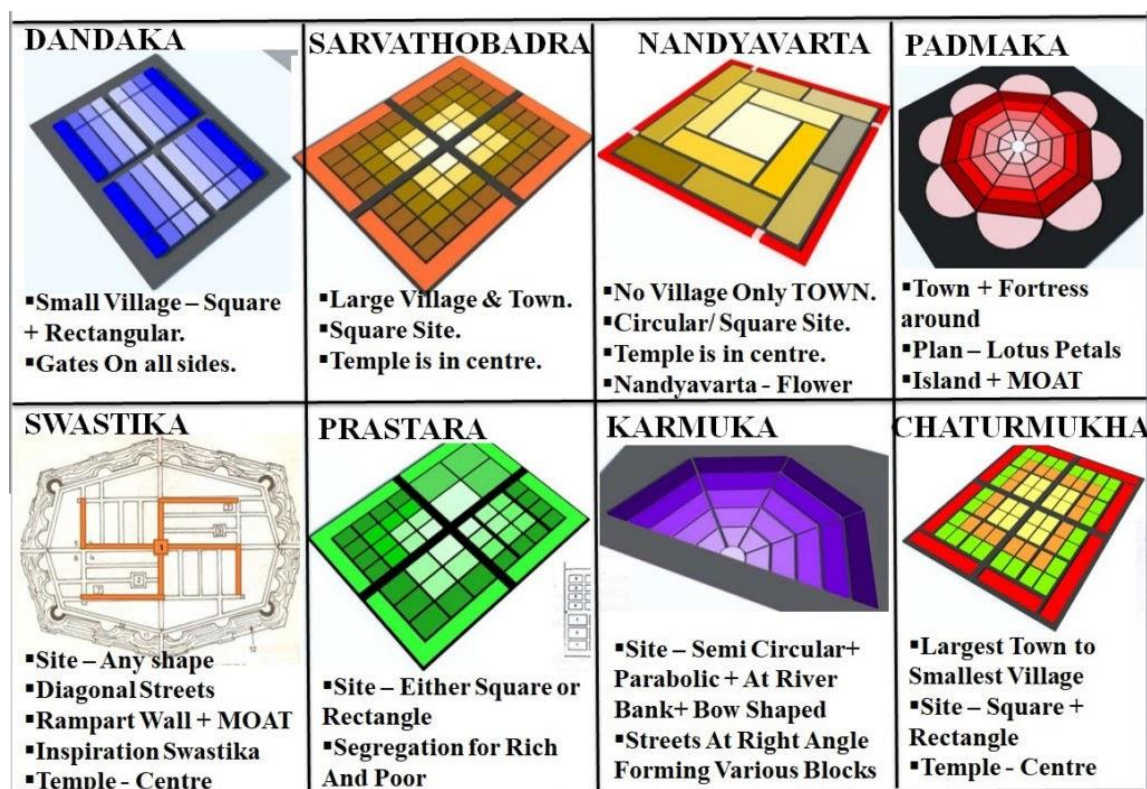 DANDAKA
▪Small Village – Square
+ Rectangular.
▪Gates On all sides.
SARVATHOBADRA
▪Large Village & Town.
▪Square Site.
▪Temple is in centre.
NANDYAVARTA
▪No Village Only TOWN.
▪Circular/ Square Site.
▪Temple is in centre.
▪Nandyavarta - Flower
PADMAKA
▪Town + Fortress
around
▪Plan – Lotus Petals
▪Island + MOAT
SWASTIKA
1
▪Site – Any shape
▪Diagonal Streets
▪Rampart Wall + MOAT
▪Inspiration Swastika
▪Temple - Centre
PRASTARA
▪Site – Either Square or
Rectangle
▪Segregation for Rich
And Poor
KARMUKA
▪Site – Semi Circular+
Parabolic + At River
Bank+ Bow Shaped
▪Streets At Right Angle
Forming Various Blocks
CHATURMUKHA
▪Largest Town to
Smallest Village
▪Site – Square +
Rectangle
▪Temple - Centre